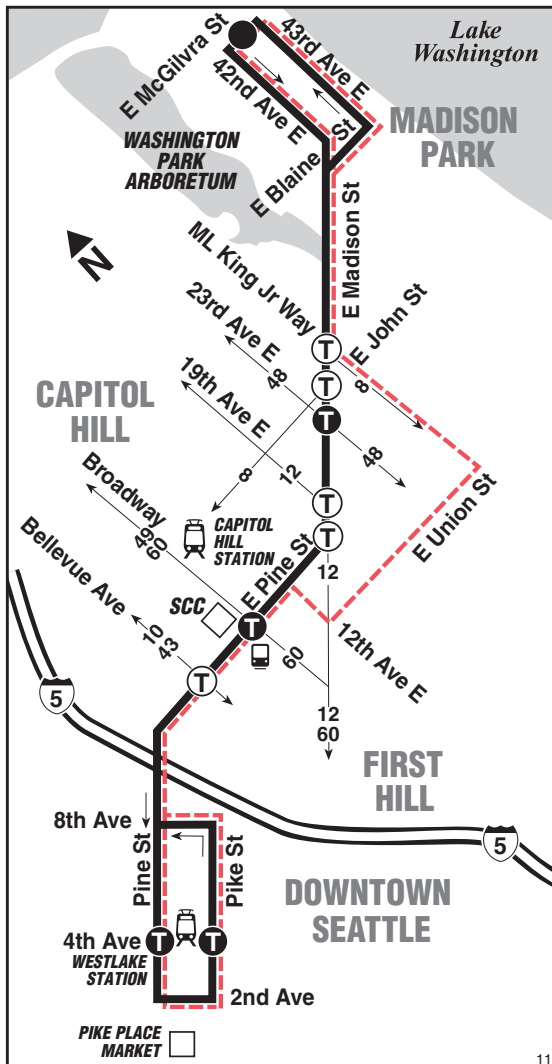 Lake
Washington
E McGilvra St
43rd Ave E
42nd Ave E
MADISON
PARK
WASHINGTON
PARK
ARBORETUM
E Blaine St
N
E Madison St
ML King Jr Way
E John St
23rd Ave E
T
48
8
T
19th Ave E
CAPITOL
HILL
T
48
8
12
E Union St
Broadway
T
49
60
CAPITOL
HILL
STATION
T
12
Bellevue Ave
E Pine St
SCC
T
10
43
60
12th Ave E
T
5
12
60
FIRST
HILL
8th Ave
Pine St
Pike St
5
DOWNTOWN
SEATTLE
4th Ave
T
T
WESTLAKE
STATION
2nd Ave
PIKE PLACE
MARKET
11